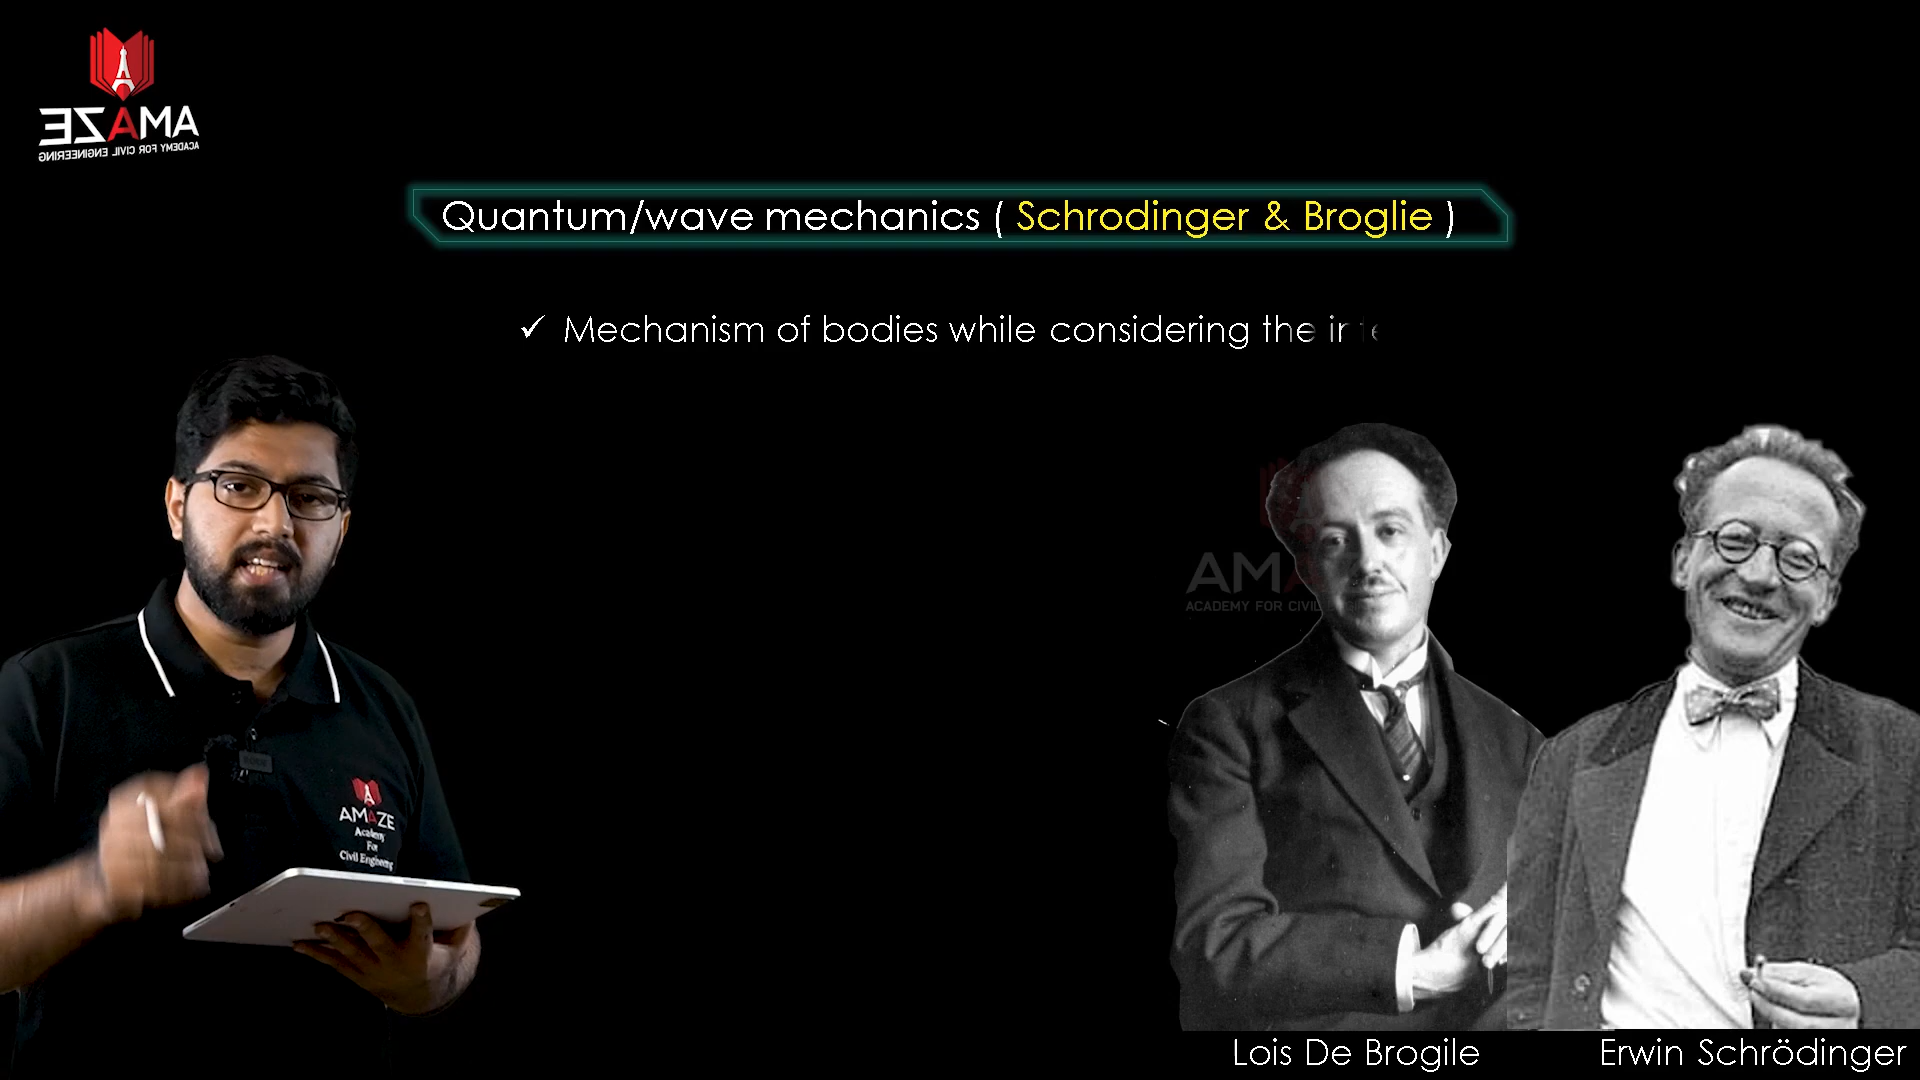 AMAZE
ACADEMY FOR CIVIL ENGINEERING
Quantum/wave mechanics ( Schrodinger & Broglie )
✓ Mechanism of bodies while considering the
AMAZE
Academy
For
Civil Engineering
ACADEMY FOR CIVIL
Lois De Brogile
Erwin Schrödinger